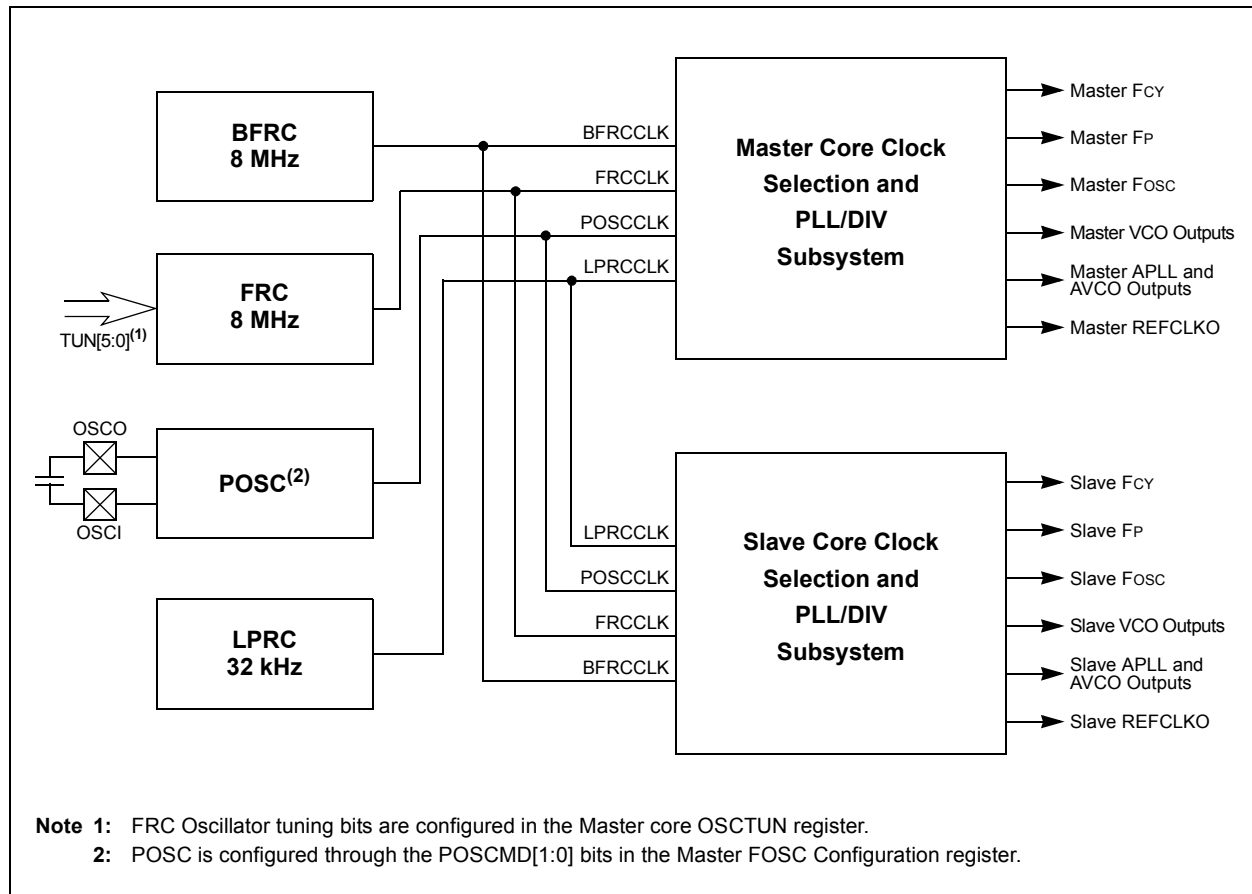 BFRC
8 MHz
FRC
8 MHz
TUN[5:0](1)
OSCO
OSCI
POSC(2)
LPRC
32 kHz
BFRCCLK
FRCCLK
POSCCLK
LPRCCLK
Master Core Clock
Selection and
PLL/DIV
Subsystem
Master FCY
Master FP
Master FOSC
Master VCO Outputs
Master APLL and
AVCO Outputs
Master REFCLKO
LPRCCLK
POSCCLK
FRCCLK
BFRCCLK
Slave Core Clock
Selection and
PLL/DIV
Subsystem
Slave FCY
Slave FP
Slave FOSC
Slave VCO Outputs
Slave APLL and
AVCO Outputs
Slave REFCLKO
Note 1: FRC Oscillator tuning bits are configured in the Master core OSCTUN register.
2: POSC is configured through the POSCMD[1:0] bits in the Master FOSC Configuration register.